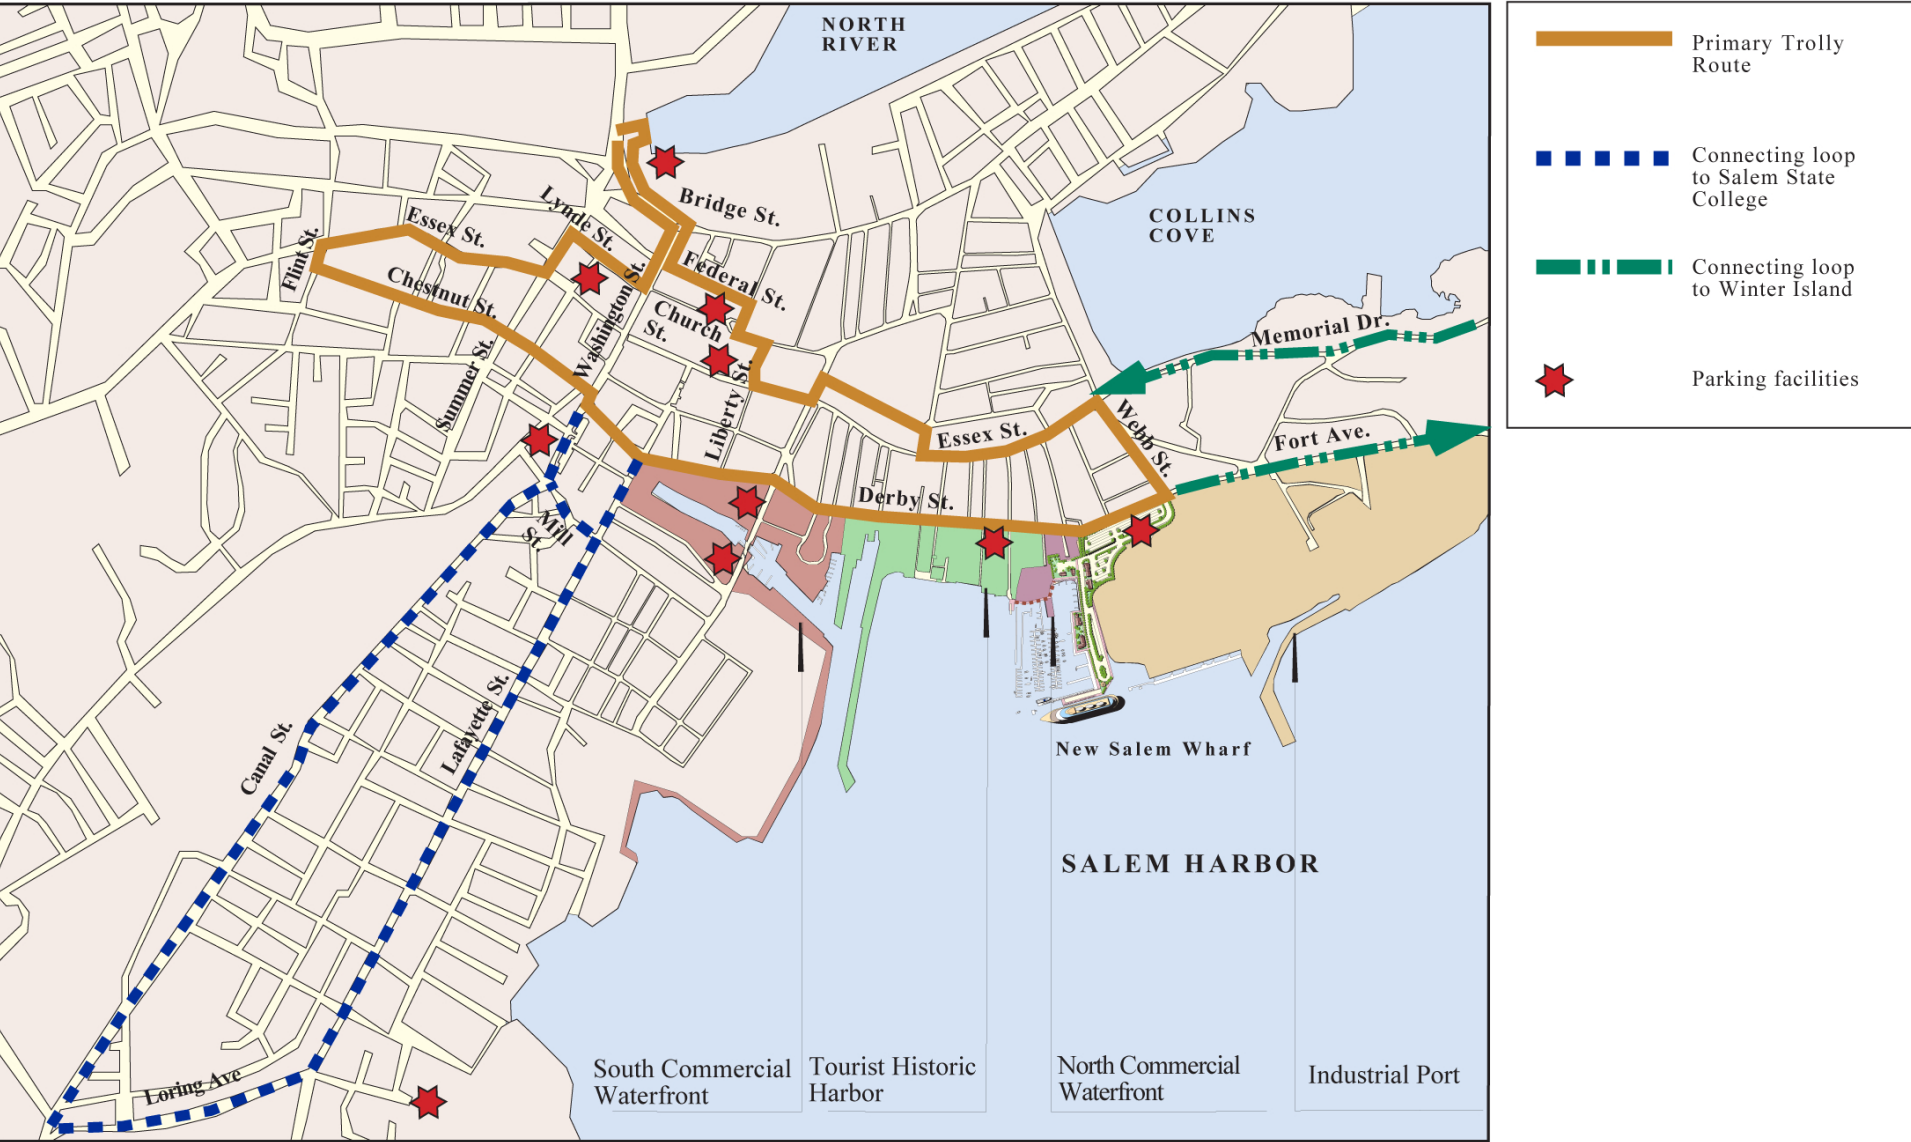 NORTH
RIVER
COLLINS
COVE
Bridge St.
Lynde St.
Essex St.
Flint St.
Chestnut St.
Washington St.
Federal St.
Church
St.
Summer St.
Liberty St.
Memorial Dr.
Webb St.
Fort Ave.
Essex St.
Derby St.
Mill
St.
Lafayette St.
Canal St.
Loring Ave
New Salem Wharf
SALEM HARBOR
South Commercial
Waterfront
Tourist Historic
Harbor
North Commercial
Waterfront
Industrial Port
Primary Trolly
Route
Connecting loop
to Salem State
College
Connecting loop
to Winter Island
Parking facilities